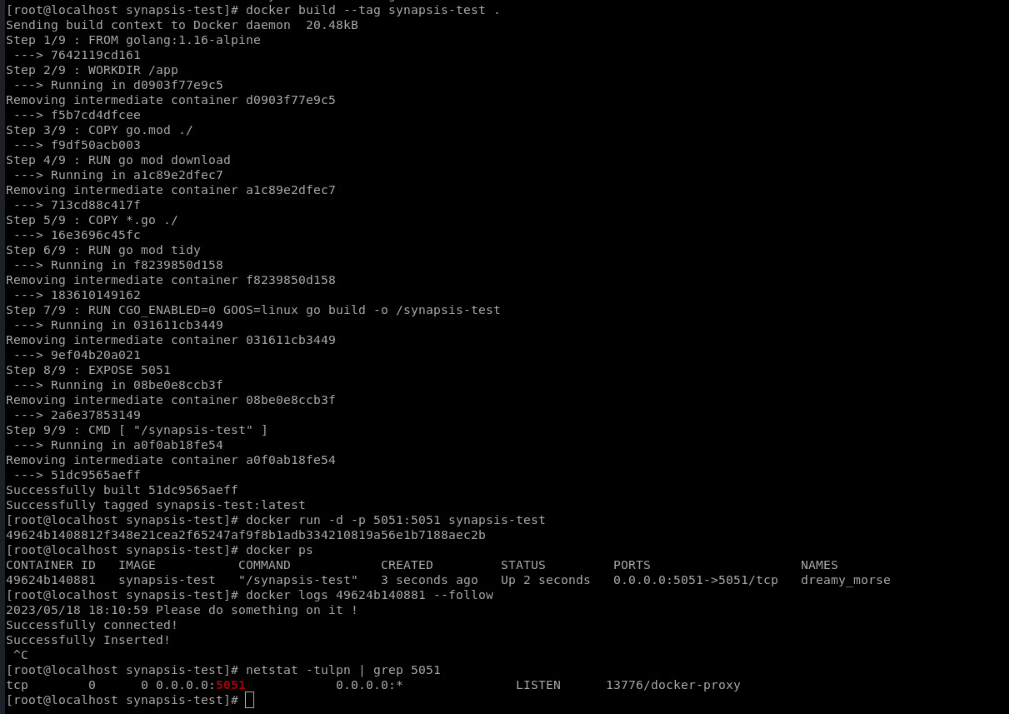 [root@localhost synapsis-test]# docker build --tag synapsis-test .
Sending build context to Docker daemon  20.48kB
Step 1/9 : FROM golang:1.16-alpine
 ---> 7642119cd161
Step 2/9 : WORKDIR /app
 ---> Running in d0903f77e9c5
Removing intermediate container d0903f77e9c5
 ---> f5b7cd4dfcee
Step 3/9 : COPY go.mod ./
 ---> f9df50acb003
Step 4/9 : RUN go mod download
 ---> Running in a1c89e2dfec7
Removing intermediate container a1c89e2dfec7
 ---> 713cd88c417f
Step 5/9 : COPY *.go ./
 ---> 16e3696c45fc
Step 6/9 : RUN go mod tidy
 ---> Running in f8239850d158
Removing intermediate container f8239850d158
 ---> 183610149162
Step 7/9 : RUN CGO_ENABLED=0 GOOS=linux go build -o /synapsis-test
 ---> Running in 031611cb3449
Removing intermediate container 031611cb3449
 ---> 9ef04b20a021
Step 8/9 : EXPOSE 5051
 ---> Running in 08be0e8ccb3f
Removing intermediate container 08be0e8ccb3f
 ---> 2a6e37853149
Step 9/9 : CMD [ "/synapsis-test" ]
 ---> Running in a0f0ab18fe54
Removing intermediate container a0f0ab18fe54
 ---> 51dc9565aeff
Successfully built 51dc9565aeff
Successfully tagged synapsis-test:latest
[root@localhost synapsis-test]# docker run -d -p 5051:5051 synapsis-test
49624b1408812f348e21cea2f65247af9f8b1adb334210819a56e1b7188aec2b
[root@localhost synapsis-test]# docker ps
CONTAINER ID   IMAGE           COMMAND            CREATED         STATUS         PORTS                    NAMES
49624b140881   synapsis-test   "/synapsis-test"   3 seconds ago   Up 2 seconds   0.0.0.0:5051->5051/tcp   dreamy_morse
[root@localhost synapsis-test]# docker logs 49624b140881 --follow
2023/05/18 18:10:59 Please do something on it !
Successfully connected!
Successfully Inserted!
 ^C
[root@localhost synapsis-test]# netstat -tulpn | grep 5051
tcp        0      0 0.0.0.0:5051            0.0.0.0:*               LISTEN      13776/docker-proxy
[root@localhost synapsis-test]#